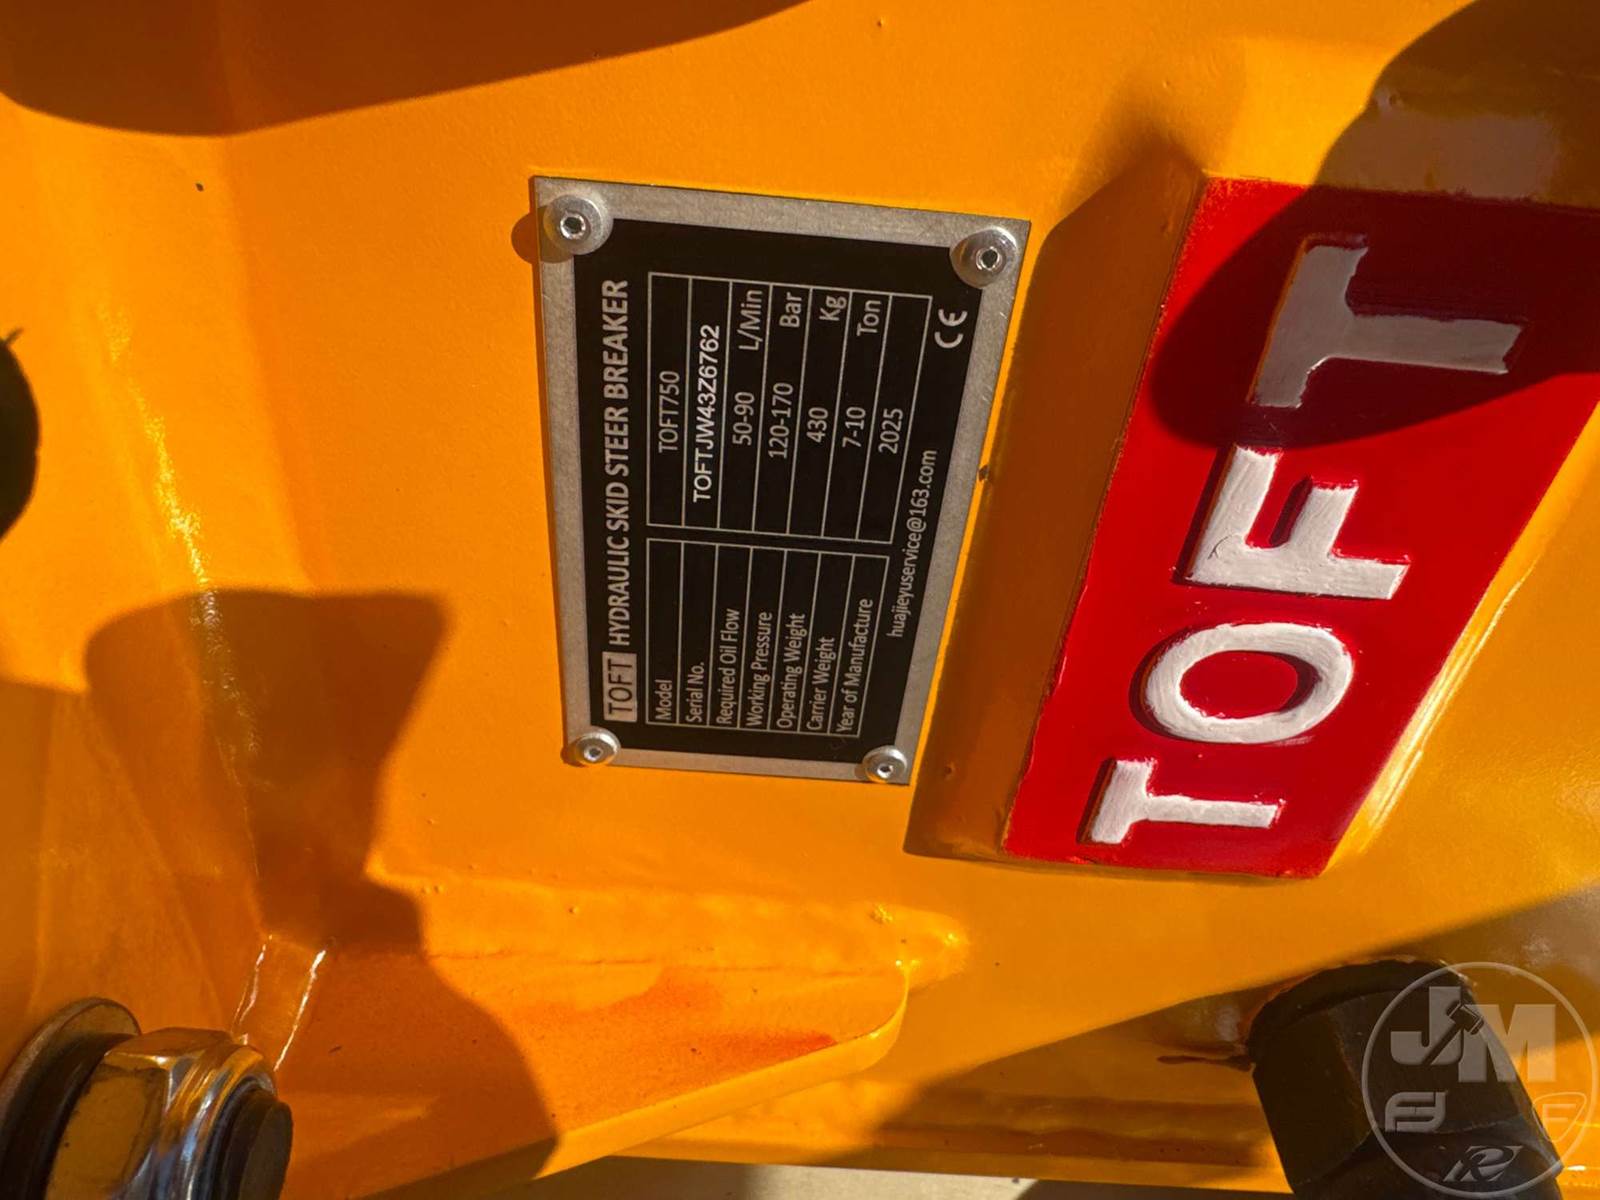 TOFT HYDRAULIC SKID STEER BREAKER
Model TOFT750
Serial No. TOFTJW43Z6762
Required Oil Flow 50-90 L/Min
Working Pressure 120-170 Bar
Operating Weight 430 Kg
Carrier Weight 7-10 Ton
Year of Manufacture 2025
huajieyuservice@163.com CE
TOFT
JM